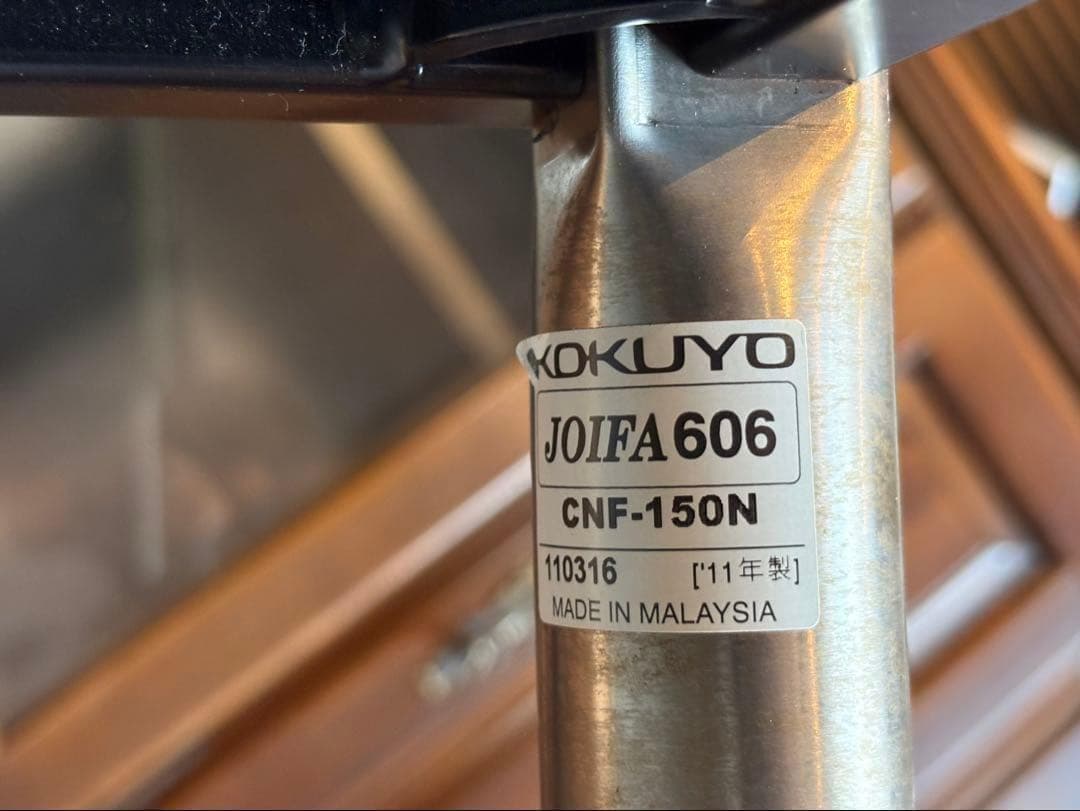 KOKUYO
JOIFA 606
CNF-150N
110316 ['11年製]
MADE IN MALAYSIA